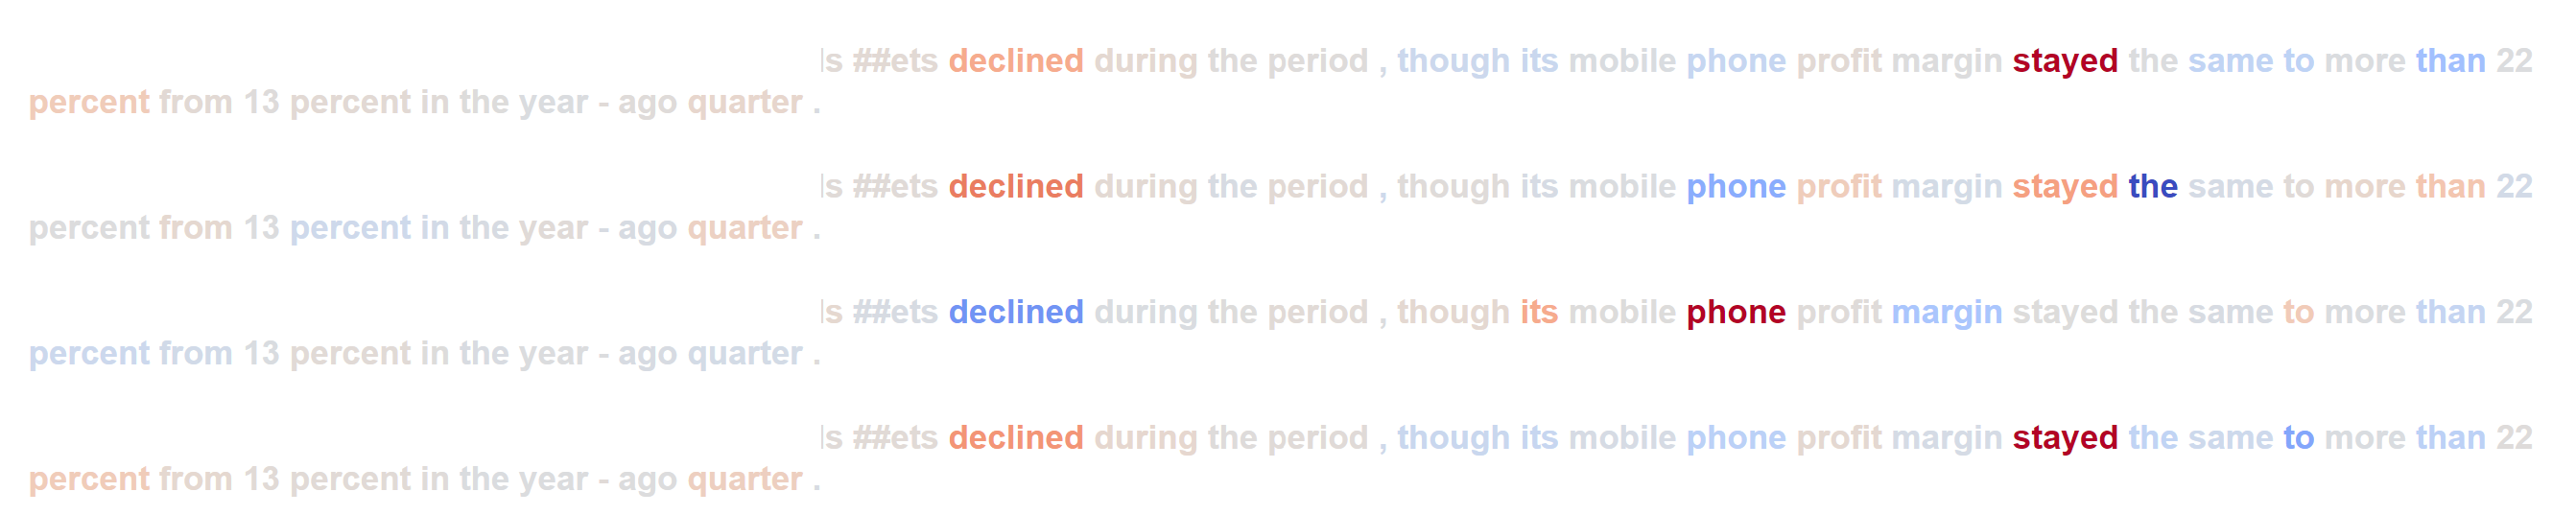 ls ##ets declined during the period , though its mobile phone profit margin stayed the same to more than 22
percent from 13 percent in the year - ago quarter .
ls ##ets declined during the period , though its mobile phone profit margin stayed the same to more than 22
percent from 13 percent in the year - ago quarter .
ls ##ets declined during the period , though its mobile phone profit margin stayed the same to more than 22
percent from 13 percent in the year - ago quarter .
ls ##ets declined during the period , though its mobile phone profit margin stayed the same to more than 22
percent from 13 percent in the year - ago quarter .